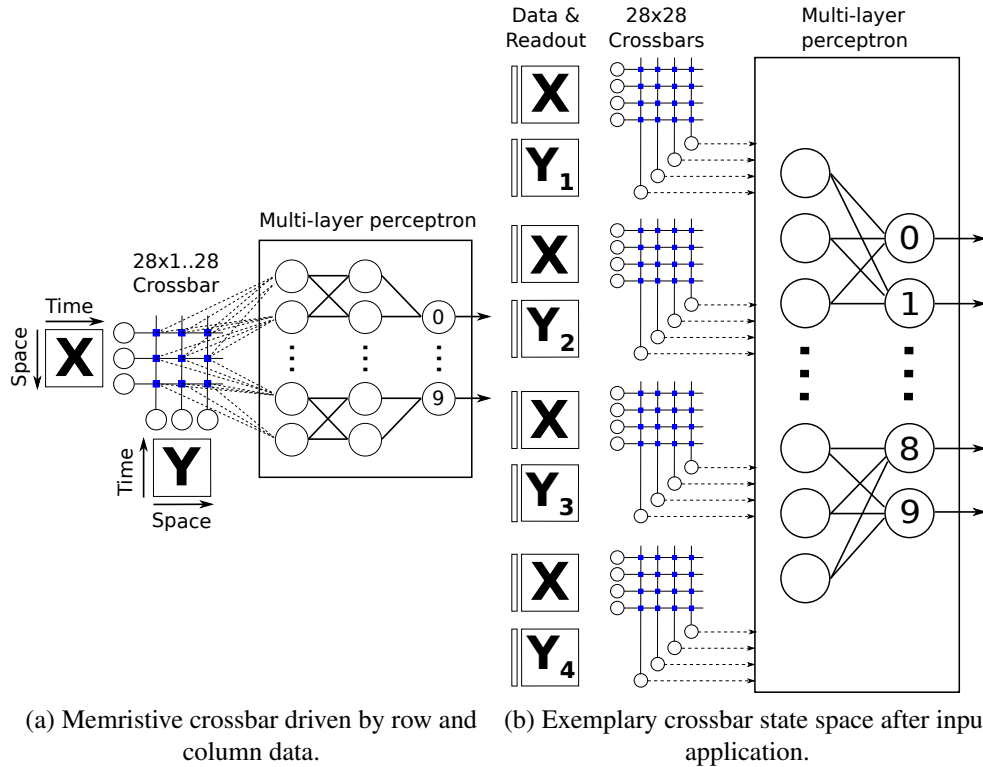 Multi-layer perceptron
28x1..28
Crossbar
Time
Space
X
0
9
Time
Y
Space
(a) Memristive crossbar driven by row and
column data.
Data &
Readout
28x28
Crossbars
Multi-layer
perceptron
X
Y1
X
Y2
X
Y3
X
Y4
0
1
8
9
(b) Exemplary crossbar state space after input
application.